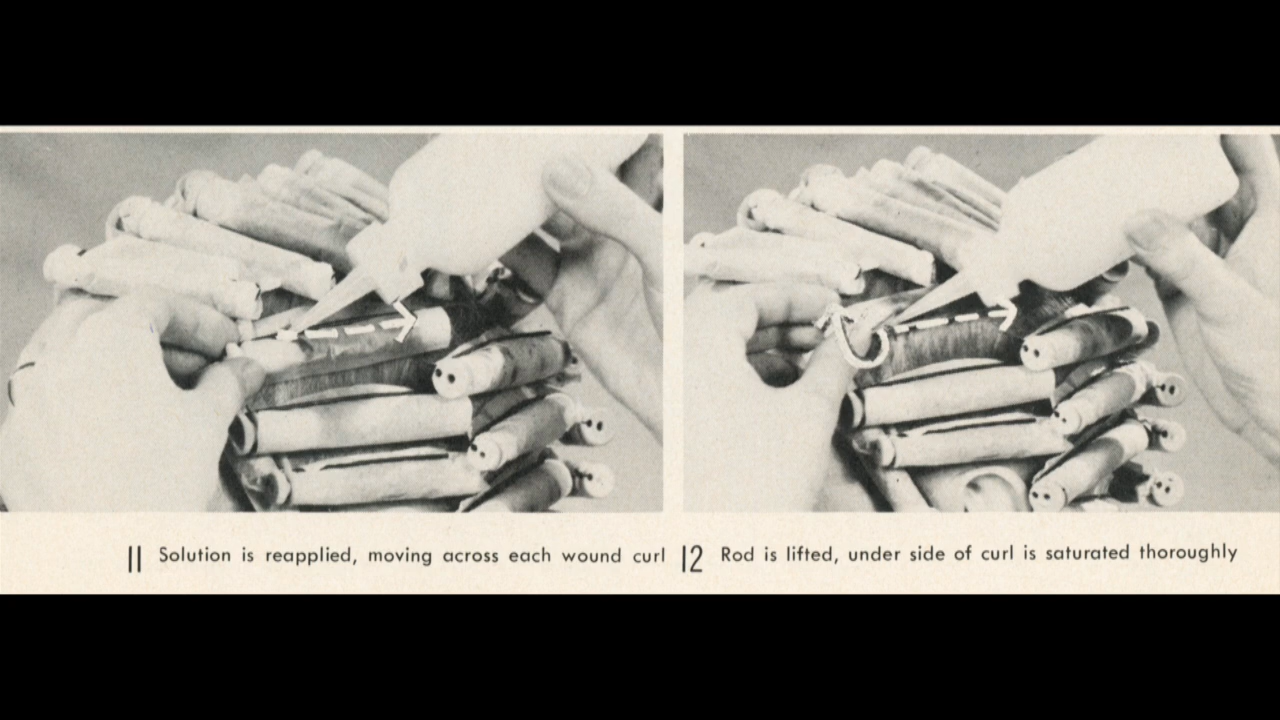 11 Solution is reapplied, moving across each wound curl
12 Rod is lifted, under side of curl is saturated thoroughly